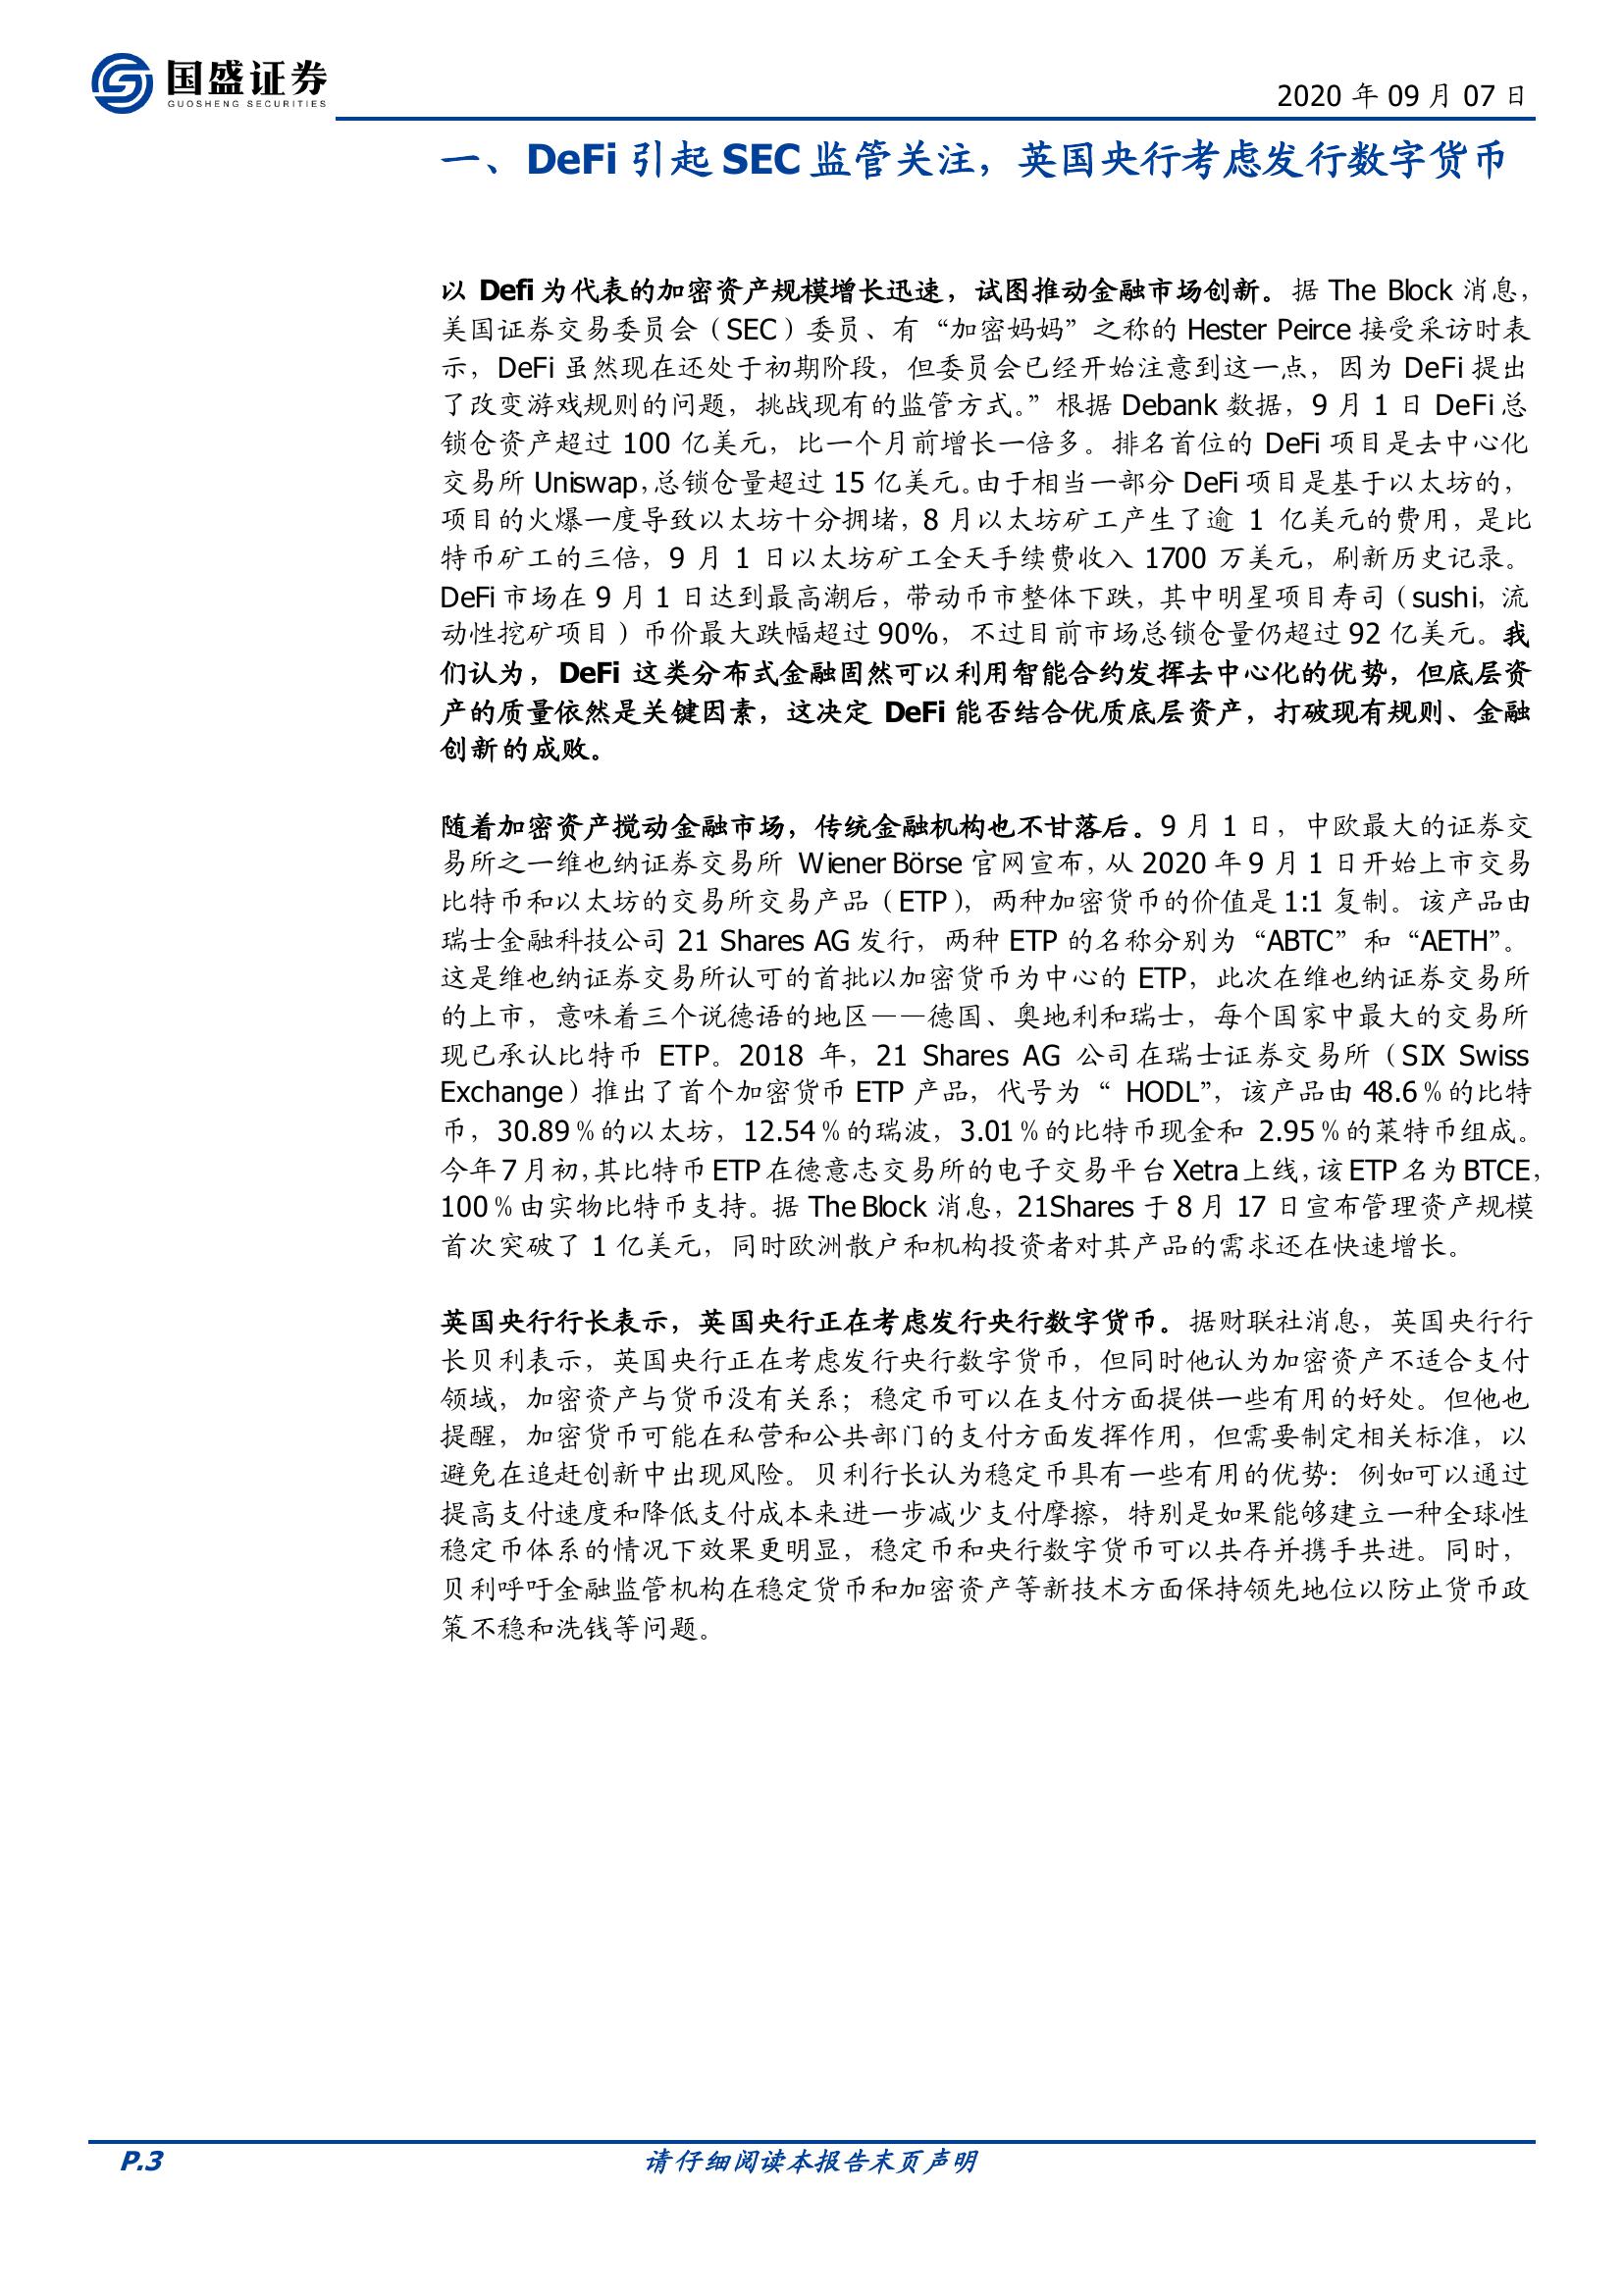 国盛证券
GUOSHENG SECURITIES
2020 年 09 月 07 日
一、DeFi 引起 SEC 监管关注，英国央行考虑发行数字货币
以 Defi 为代表的加密资产规模增长迅速，试图推动金融市场创新。据 The Block 消息，
美国证券交易委员会（SEC）委员、有“加密妈妈”之称的 Hester Peirce 接受采访时表
示，DeFi 虽然现在还处于初期阶段，但委员会已经开始注意到这一点，因为 DeFi 提出
了改变游戏规则的问题，挑战现有的监管方式。”根据 Debank 数据，9 月 1 日 DeFi 总
锁仓资产超过 100 亿美元，比一个月前增长一倍多。排名首位的 DeFi 项目是去中心化
交易所 Uniswap，总锁仓量超过 15 亿美元。由于相当一部分 DeFi 项目是基于以太坊的，
项目的火爆一度导致以太坊十分拥堵，8 月以太坊矿工产生了逾 1 亿美元的费用，是比
特币矿工的三倍，9 月 1 日以太坊矿工全天手续费收入 1700 万美元，刷新历史记录。
DeFi 市场在 9 月 1 日达到最高潮后，带动币市整体下跌，其中明星项目寿司（sushi，流
动性挖矿项目）币价最大跌幅超过 90%，不过目前市场总锁仓量仍超过 92 亿美元。我
们认为，DeFi 这类分布式金融固然可以利用智能合约发挥去中心化的优势，但底层资
产的质量依然是关键因素，这决定 DeFi 能否结合优质底层资产，打破现有规则、金融
创新的成败。
随着加密资产搅动金融市场，传统金融机构也不甘落后。9 月 1 日，中欧最大的证券交
易所之一维也纳证券交易所 Wiener Börse 官网宣布，从 2020 年 9 月 1 日开始上市交易
比特币和以太坊的交易所交易产品（ETP），两种加密货币的价值是 1:1 复制。该产品由
瑞士金融科技公司 21 Shares AG 发行，两种 ETP 的名称分别为“ABTC”和“AETH”。
这是维也纳证券交易所认可的首批以加密货币为中心的 ETP，此次在维也纳证券交易所
的上市，意味着三个说德语的地区——德国、奥地利和瑞士，每个国家中最大的交易所
现已承认比特币 ETP。2018 年，21 Shares AG 公司在瑞士证券交易所（SIX Swiss
Exchange）推出了首个加密货币 ETP 产品，代号为“ HODL”，该产品由 48.6％的比特
币，30.89％的以太坊，12.54％的瑞波，3.01％的比特币现金和 2.95％的莱特币组成。
今年 7 月初，其比特币 ETP 在德意志交易所的电子交易平台 Xetra 上线，该 ETP 名为 BTCE，
100％由实物比特币支持。据 The Block 消息，21Shares 于 8 月 17 日宣布管理资产规模
首次突破了 1 亿美元，同时欧洲散户和机构投资者对其产品的需求还在快速增长。
英国央行行长表示，英国央行正在考虑发行央行数字货币。据财联社消息，英国央行行
长贝利表示，英国央行正在考虑发行央行数字货币，但同时他认为加密资产不适合支付
领域，加密资产与货币没有关系；稳定币可以在支付方面提供一些有用的好处。但他也
提醒，加密货币可能在私营和公共部门的支付方面发挥作用，但需要制定相关标准，以
避免在追赶创新中出现风险。贝利行长认为稳定币具有一些有用的优势：例如可以通过
提高支付速度和降低支付成本来进一步减少支付摩擦，特别是如果能够建立一种全球性
稳定币体系的情况下效果更明显，稳定币和央行数字货币可以共存并携手共进。同时，
贝利呼吁金融监管机构在稳定货币和加密资产等新技术方面保持领先地位以防止货币政
策不稳和洗钱等问题。
P.3
请仔细阅读本报告末页声明